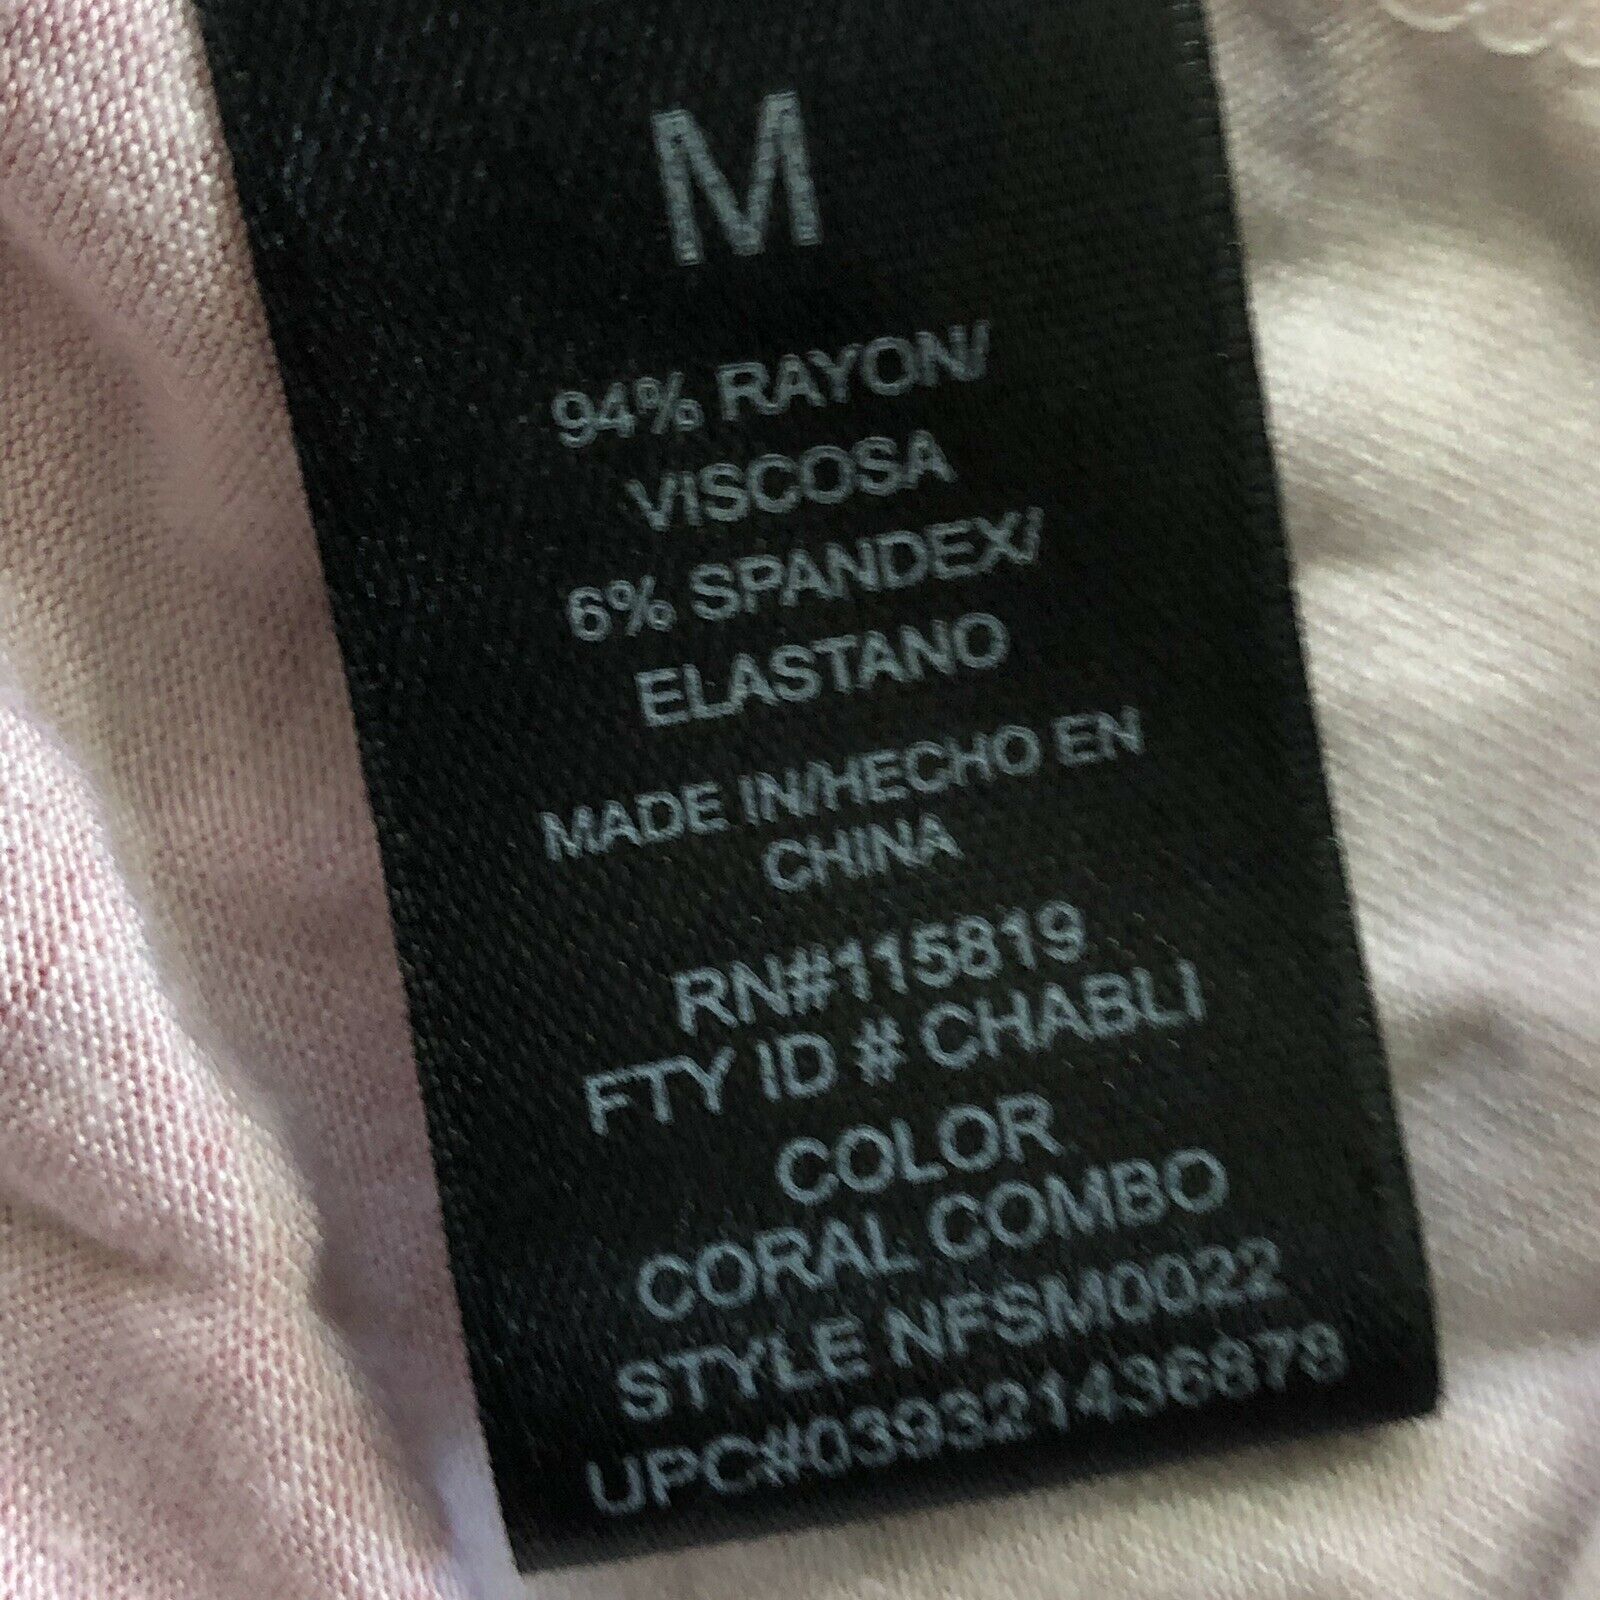 M
94% RAYON/
VISCOSA
6% SPANDEX/
ELASTANO
MADE IN/HECHO EN
CHINA
RN#115819
FTY ID # CHABLI
COLOR
CORAL COMBO
STYLE NFSM0022
UPC#039321436878